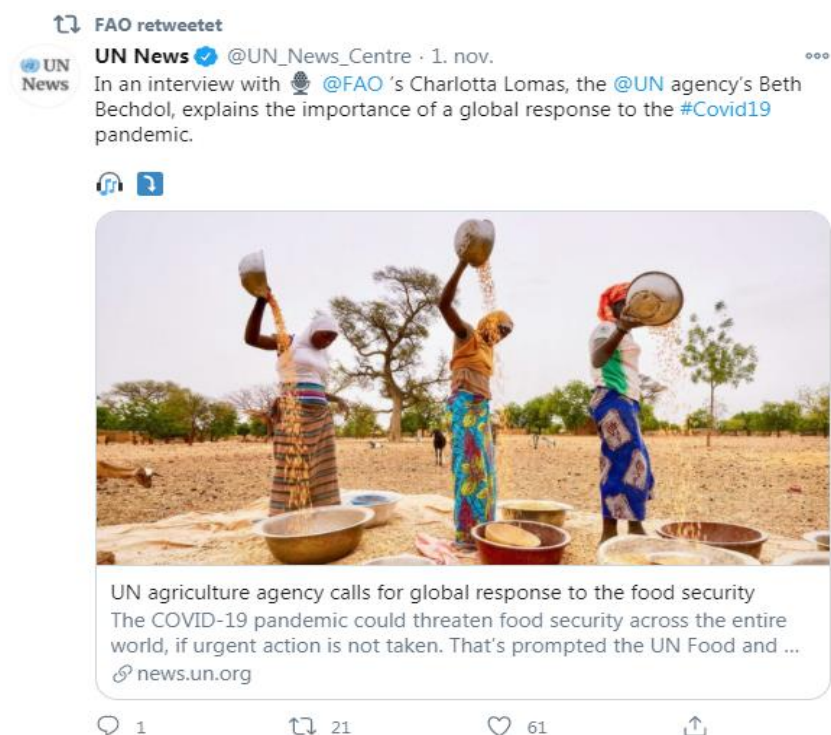 FAO retweetet
UN News @UN_News_Centre · 1. nov.
UN
News
In an interview with @FAO 's Charlotta Lomas, the @UN agency's Beth
Bechdol, explains the importance of a global response to the #Covid19
pandemic.
UN agriculture agency calls for global response to the food security
The COVID-19 pandemic could threaten food security across the entire
world, if urgent action is not taken. That's prompted the UN Food and ...
news.un.org
1 21 61